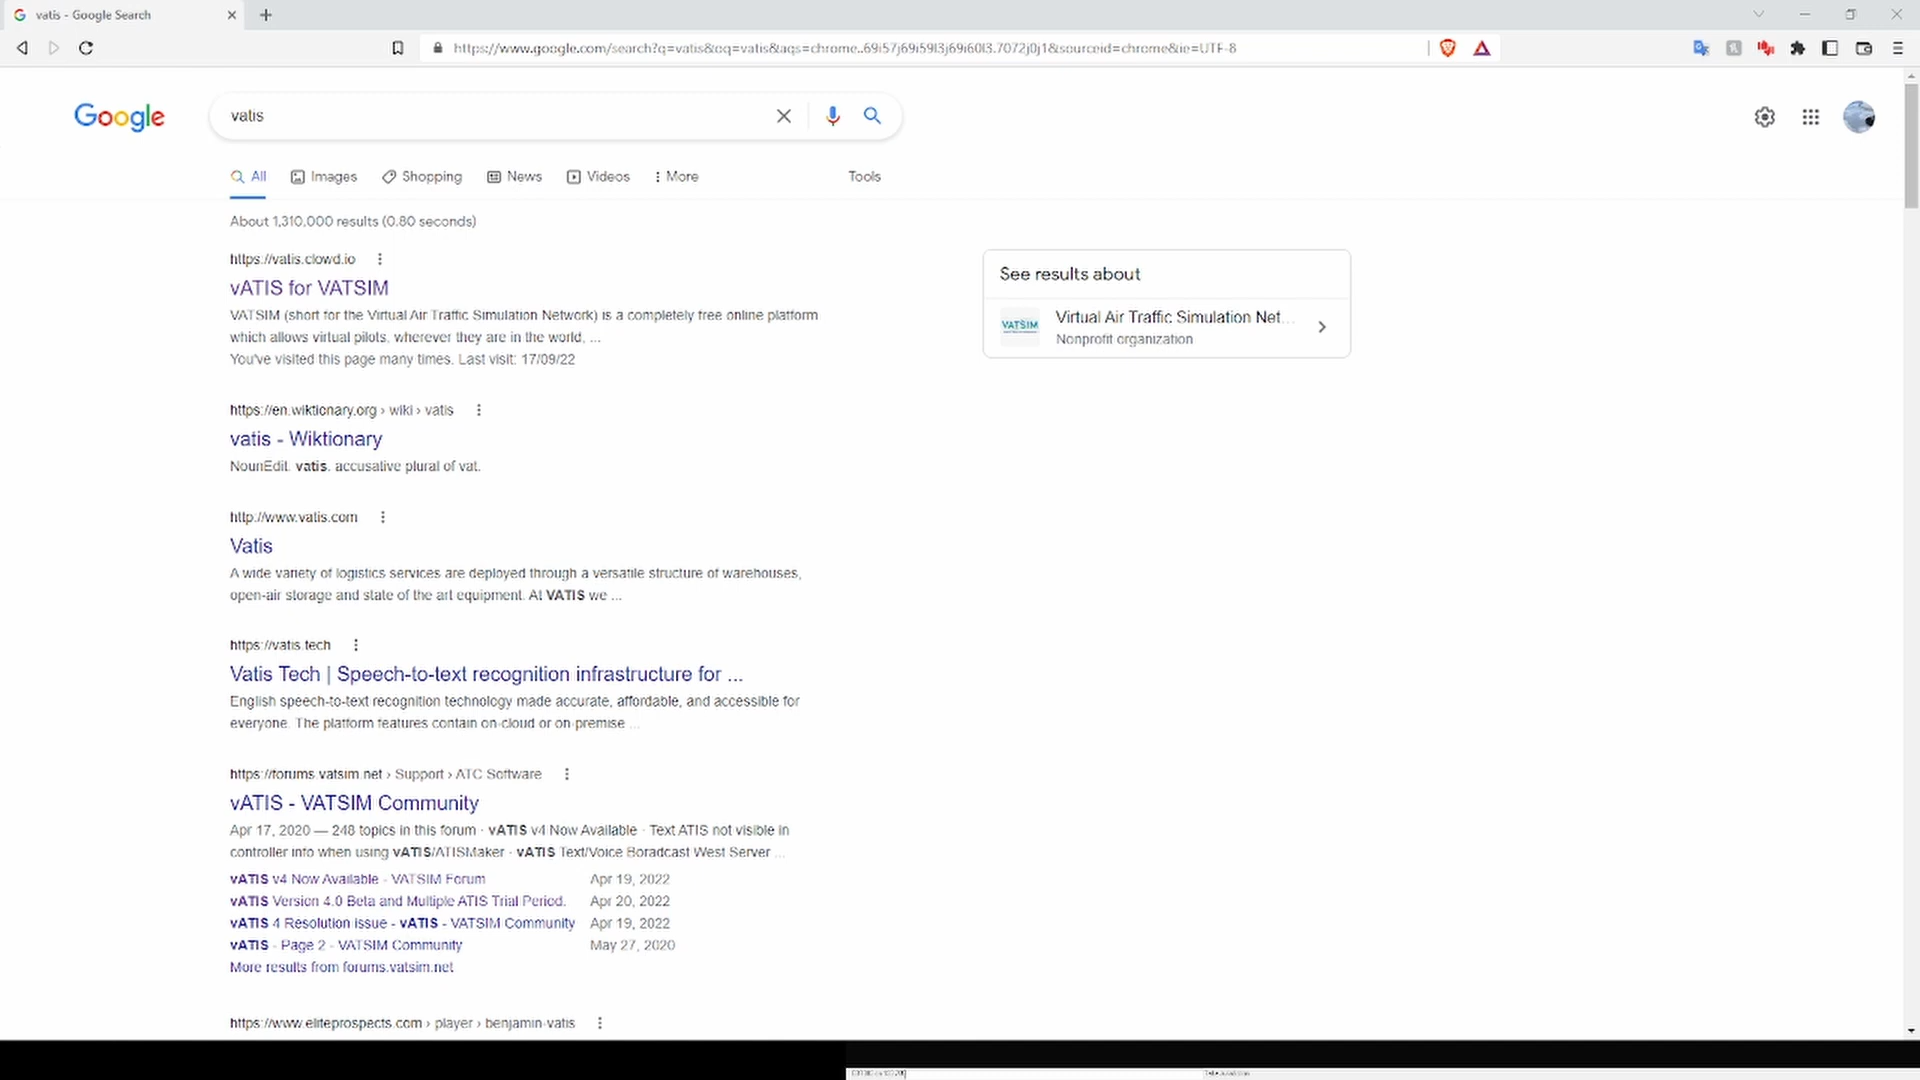 vatis - Google Search
https://www.google.com/search?q=vatis&oq=vatis&aqs=chrome..69i57j69i59l3j69i60l3.7072j0j1&sourceid=chrome&ie=UTF-8
Google
vatis
All Images Shopping News Videos More Tools
About 1,310,000 results (0.80 seconds)
https://vatis.clowd.io
vATIS for VATSIM
VATSIM (short for the Virtual Air Traffic Simulation Network) is a completely free online platform
which allows virtual pilots, wherever they are in the world, ...
You've visited this page many times. Last visit: 17/09/22
See results about
VATSIM
Virtual Air Traffic Simulation Net...
Nonprofit organization
https://en.wiktionary.org › wiki › vatis
vatis - Wiktionary
NounEdit. vatis. accusative plural of vat.
http://www.vatis.com
Vatis
A wide variety of logistics services are deployed through a versatile structure of warehouses,
open-air storage and state of the art equipment. At VATIS we ...
https://vatis.tech
Vatis Tech | Speech-to-text recognition infrastructure for ...
English speech-to-text recognition technology made accurate, affordable, and accessible for
everyone. The platform features contain on-cloud or on-premise ...
https://forums.vatsim.net › Support › ATC Software
vATIS - VATSIM Community
Apr 17, 2020 — 248 topics in this forum · vATIS v4 Now Available · Text ATIS not visible in
controller info when using vATIS/ATISMaker · vATIS Text/Voice Boradcast West Server ...
vATIS v4 Now Available - VATSIM Forum Apr 19, 2022
vATIS Version 4.0 Beta and Multiple ATIS Trial Period. Apr 20, 2022
vATIS 4 Resolution issue - vATIS - VATSIM Community Apr 19, 2022
vATIS - Page 2 - VATSIM Community May 27, 2020
More results from forums.vatsim.net
https://www.eliteprospects.com › player › benjamin-vatis